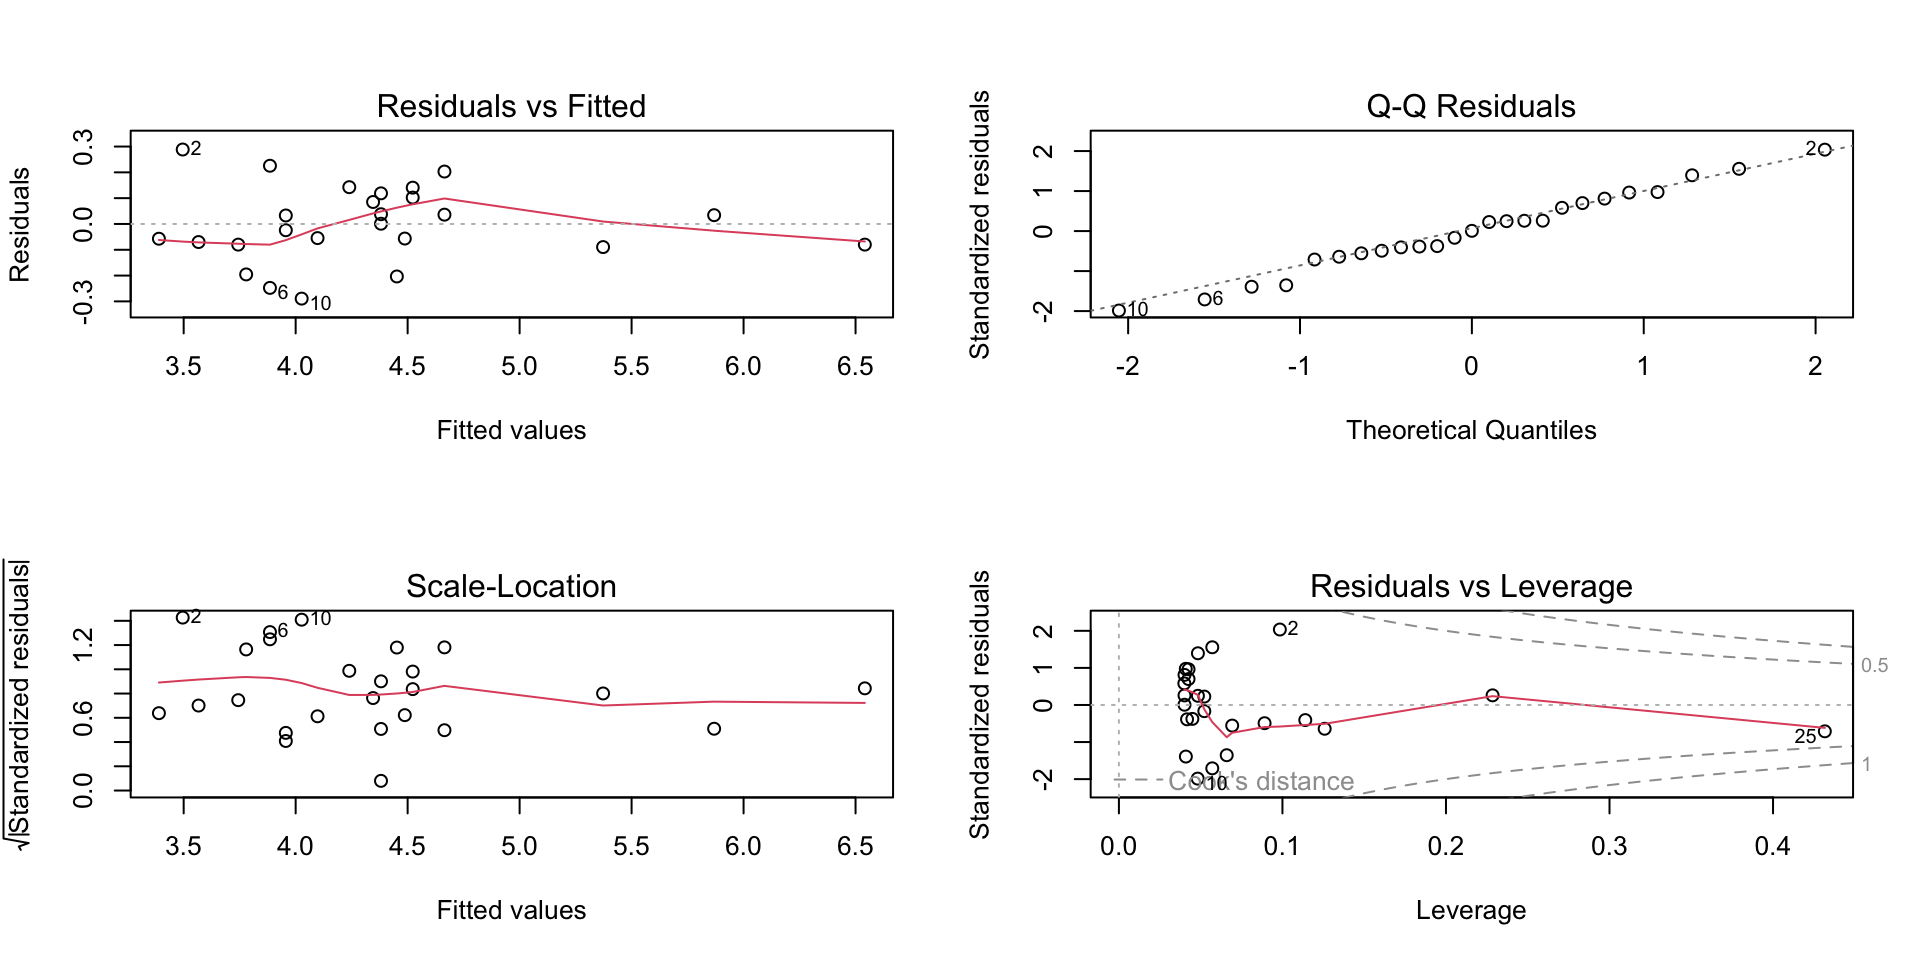 Residuals vs Fitted
Residuals
0.3
0.0
-0.3
2
6
10
3.5 4.0 4.5 5.0 5.5 6.0 6.5
Fitted values
Q-Q Residuals
Standardized residuals
2
1
0
-2
2
6
10
-2 -1 0 1 2
Theoretical Quantiles
Scale-Location
√|Standardized residuals|
1.2
0.6
0.0
2
6
10
3.5 4.0 4.5 5.0 5.5 6.0 6.5
Fitted values
Residuals vs Leverage
Standardized residuals
2
1
0
-2
2
25
10
Cook's distance
0.5
1
0.0 0.1 0.2 0.3 0.4
Leverage